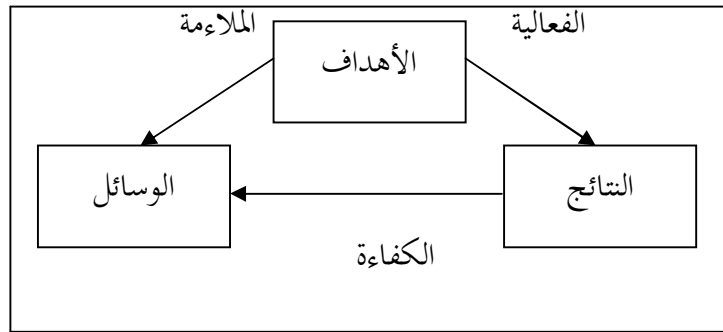 الفعالية
الملاءمة
الأهداف
النتائج
الوسائل
الكفاءة